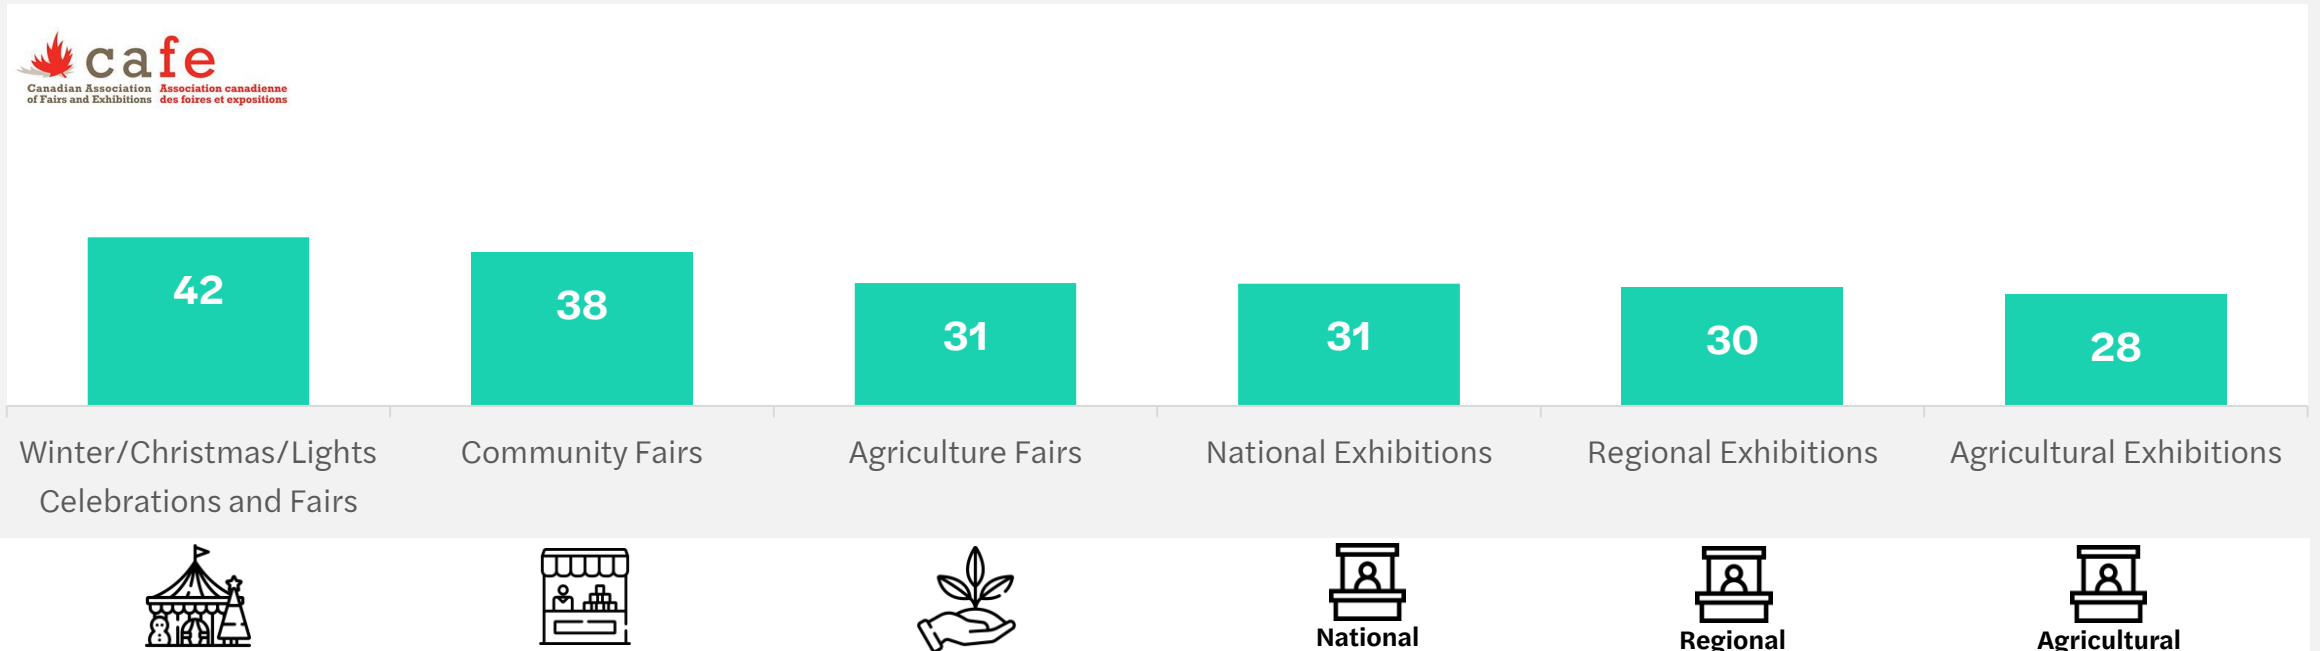 cafe
Canadian Association Association canadienne
of Fairs and Exhibitions des foires et expositions
42
38
31
31
30
28
Winter/Christmas/Lights
Celebrations and Fairs
Community Fairs
Agriculture Fairs
National Exhibitions
Regional Exhibitions
Agricultural Exhibitions
National
Regional
Agricultural